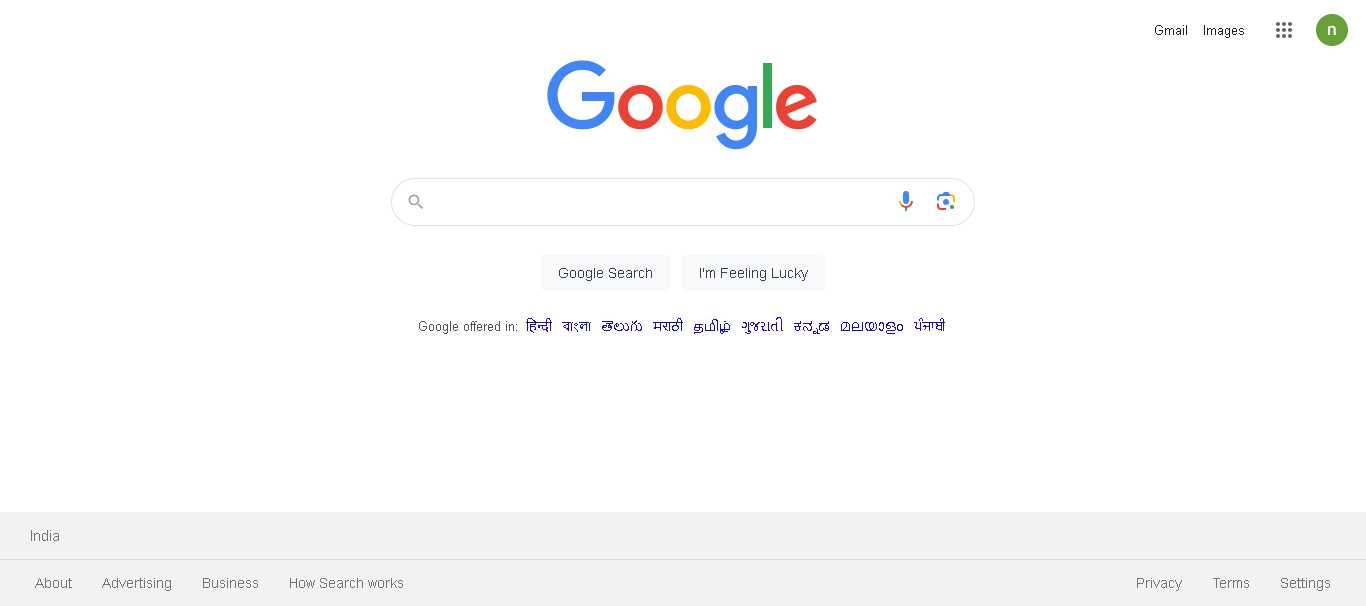 Gmail Images n
Google
Google Search I'm Feeling Lucky
Google offered in: हिन्दी বাংলা తెలుగు मराठी தமிழ் ગુજરાતી ಕನ್ನಡ മലയാളം ਪੰਜਾਬੀ
India
About Advertising Business How Search works Privacy Terms Settings